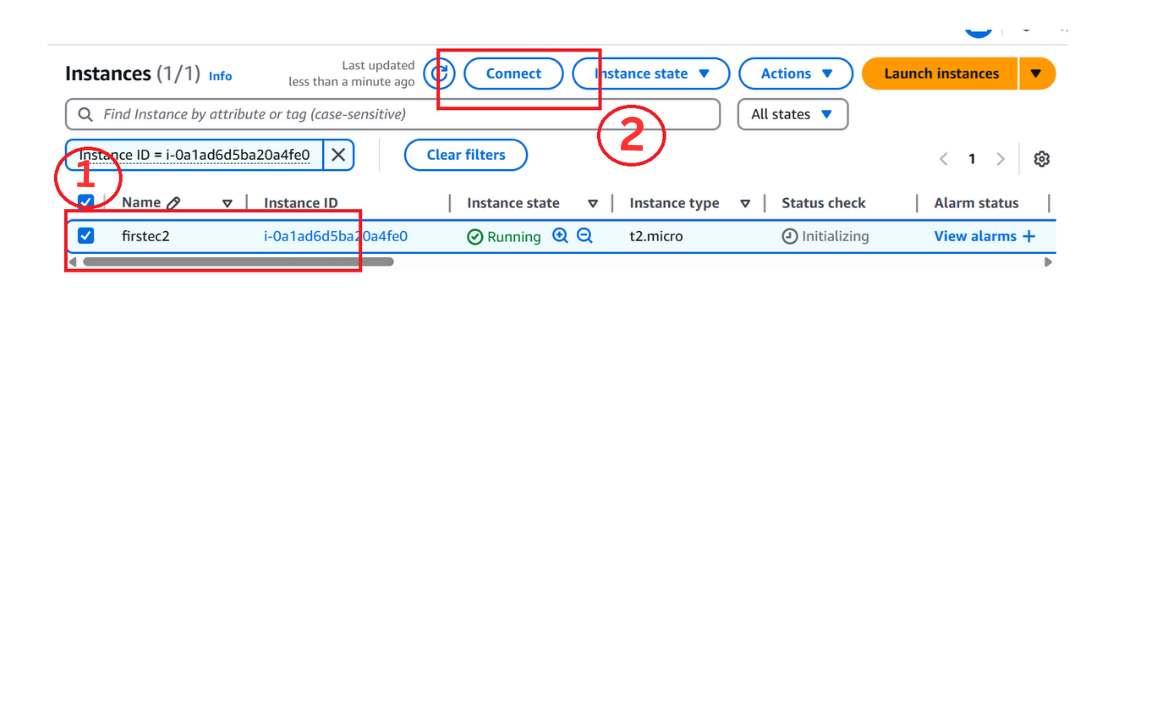 Instances (1/1) Info
Last updated
less than a minute ago
Connect
Instance state
Actions
Launch instances
Find Instance by attribute or tag (case-sensitive)
All states
2
Instance ID = i-0a1ad6d5ba20a4fe0
Clear filters
1
1
Name
Instance ID
Instance state
Instance type
Status check
Alarm status
firstec2
i-0a1ad6d5ba20a4fe0
Running
t2.micro
Initializing
View alarms +